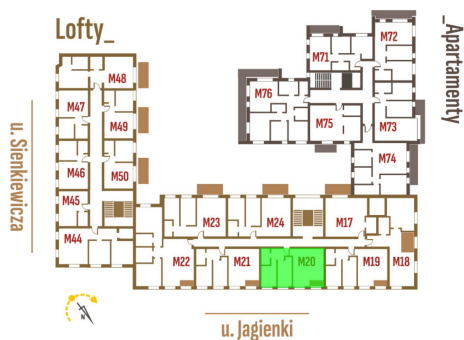 Lofty_
_Apartamenty
M72
M71
M48
M76
M47
M49
M75
M73
M46
M50
M74
M45
M23
M24
M17
M44
M22
M21
M20
M19
M18
u. Sienkiewicza
N
u. Jagienki